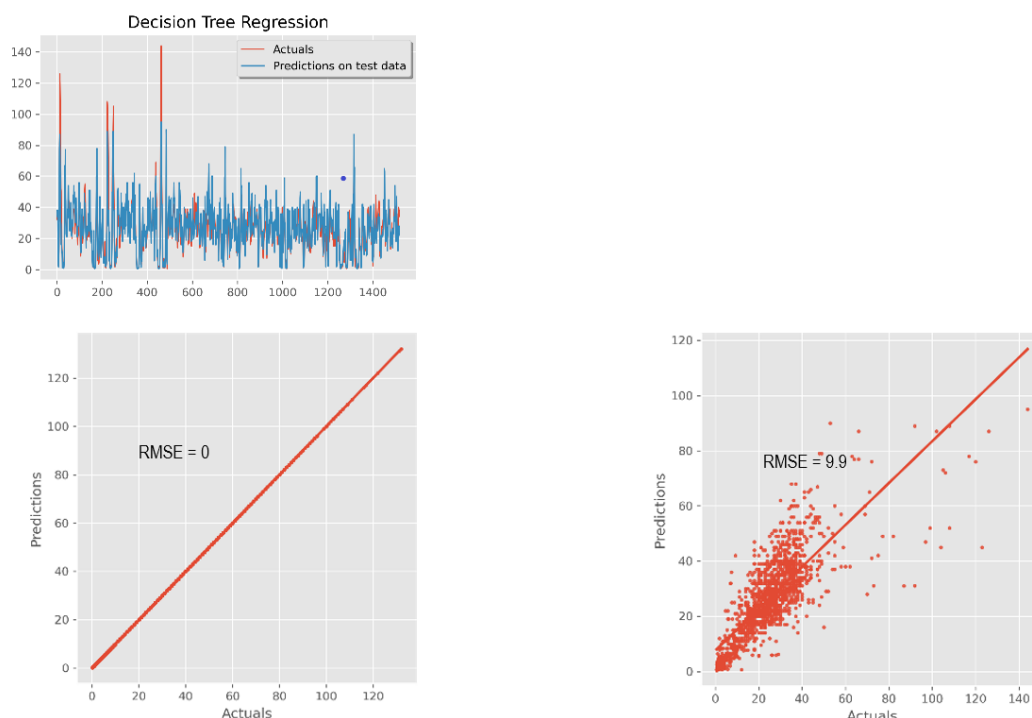 Decision Tree Regression
Actuals
Predictions on test data
140
120
100
80
60
40
20
0
0 200 400 600 800 1000 1200 1400
120
100
80
60
40
20
0
RMSE = 0
Predictions
0 20 40 60 80 100 120
Actuals
120
100
80
60
40
20
0
RMSE = 9.9
Predictions
0 20 40 60 80 100 120 140
Actuals